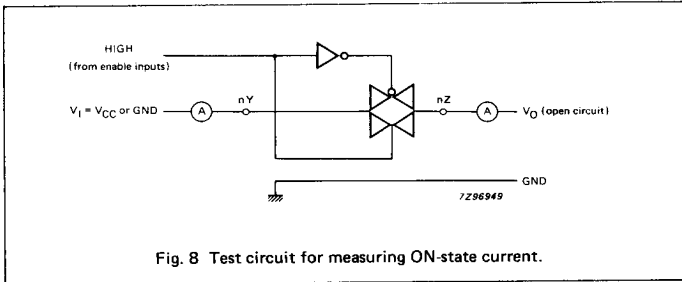 HIGH
(from enable inputs)
V_I = V_CC or GND
A
nY
nZ
A
V_O (open circuit)
GND
7Z96949
Fig. 8 Test circuit for measuring ON-state current.